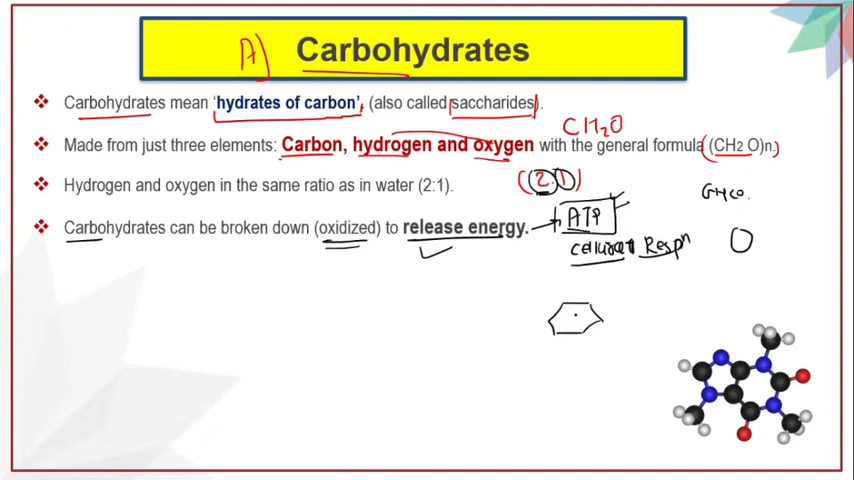 A) Carbohydrates
Carbohydrates mean ‘hydrates of carbon’, (also called saccharides).
CH2O
Made from just three elements: Carbon, hydrogen and oxygen with the general formula (CH2 O)n.
Hydrogen and oxygen in the same ratio as in water (2:1). (2:1)
Carbohydrates can be broken down (oxidized) to release energy. ATP